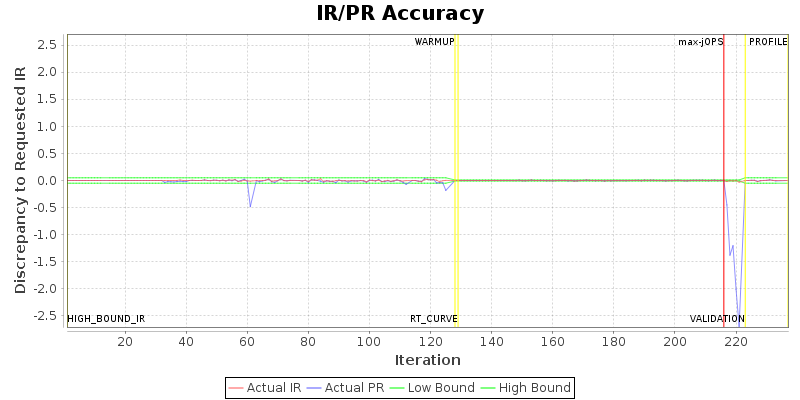 IR/PR Accuracy
Discrepancy to Requested IR
2.5
2.0
1.5
1.0
0.5
0.0
-0.5
-1.0
-1.5
-2.0
-2.5
WARMUP
max-jOPS
PROFILE
HIGH_BOUND_IR
RT_CURVE
VALIDATION
20 40 60 80 100 120 140 160 180 200 220
Iteration
Actual IR Actual PR Low Bound High Bound